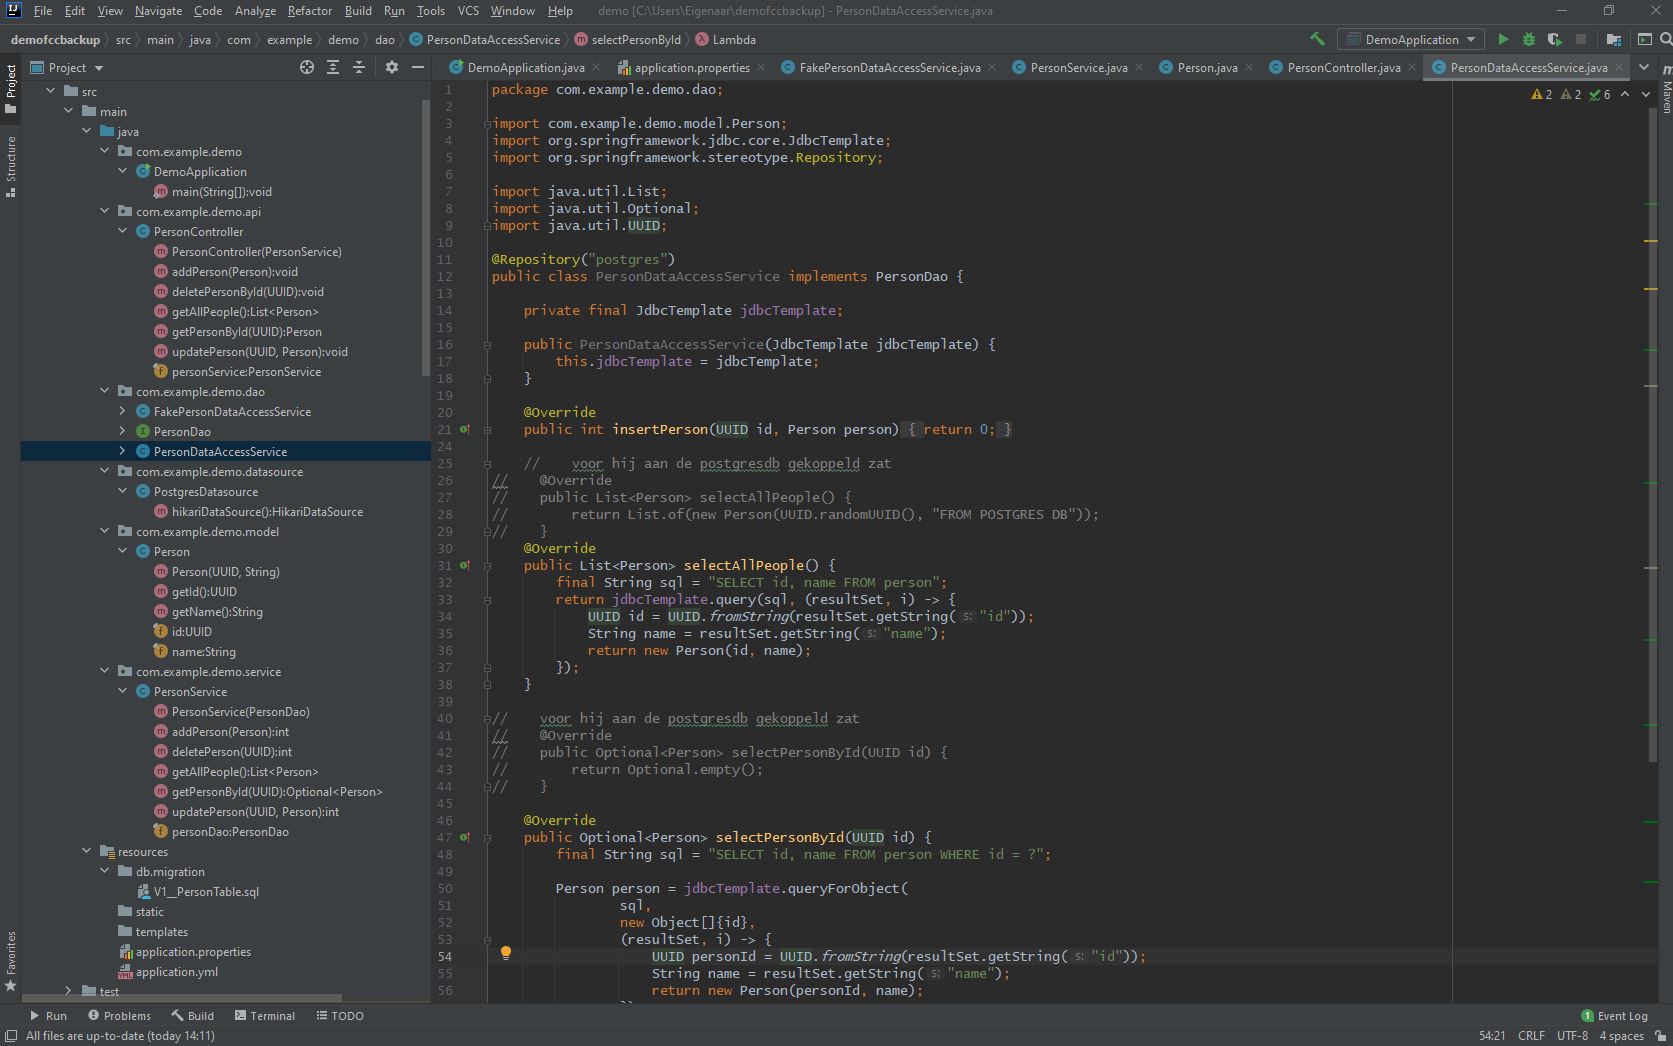 File Edit View Navigate Code Analyze Refactor Build Run Tools VCS Window Help demo [C:\Users\Eigenaar\demofccbackup] - PersonDataAccessService.java
demofccbackup src main java com example demo dao PersonDataAccessService selectPersonById Lambda DemoApplication
Project
DemoApplication.java application.properties FakePersonDataAccessService.java PersonService.java Person.java PersonController.java PersonDataAccessService.java
Project
Structure
Favorites
Maven
src
main
java
com.example.demo
DemoApplication
main(String[]):void
com.example.demo.api
PersonController
PersonController(PersonService)
addPerson(Person):void
deletePersonById(UUID):void
getAllPeople():List<Person>
getPersonById(UUID):Person
updatePerson(UUID, Person):void
personService:PersonService
com.example.demo.dao
FakePersonDataAccessService
PersonDao
PersonDataAccessService
com.example.demo.datasource
PostgresDatasource
hikariDataSource():HikariDataSource
com.example.demo.model
Person
Person(UUID, String)
getId():UUID
getName():String
id:UUID
name:String
com.example.demo.service
PersonService
PersonService(PersonDao)
addPerson(Person):int
deletePerson(UUID):int
getAllPeople():List<Person>
getPersonById(UUID):Optional<Person>
updatePerson(UUID, Person):int
personDao:PersonDao
resources
db.migration
V1__PersonTable.sql
static
templates
application.properties
application.yml
test
2 2 6
1 package com.example.demo.dao;
2
3 import com.example.demo.model.Person;
4 import org.springframework.jdbc.core.JdbcTemplate;
5 import org.springframework.stereotype.Repository;
6
7 import java.util.List;
8 import java.util.Optional;
9 import java.util.UUID;
10
11 @Repository("postgres")
12 public class PersonDataAccessService implements PersonDao {
13
14 private final JdbcTemplate jdbcTemplate;
15
16 public PersonDataAccessService(JdbcTemplate jdbcTemplate) {
17 this.jdbcTemplate = jdbcTemplate;
18 }
19
20 @Override
21 public int insertPerson(UUID id, Person person) { return 0; }
24
25 // voor hij aan de postgresdb gekoppeld zat
26 // @Override
27 // public List<Person> selectAllPeople() {
28 // return List.of(new Person(UUID.randomUUID(), "FROM POSTGRES DB"));
29 // }
30 @Override
31 public List<Person> selectAllPeople() {
32 final String sql = "SELECT id, name FROM person";
33 return jdbcTemplate.query(sql, (resultSet, i) -> {
34 UUID id = UUID.fromString(resultSet.getString( s: "id"));
35 String name = resultSet.getString( s: "name");
36 return new Person(id, name);
37 });
38 }
39
40 // voor hij aan de postgresdb gekoppeld zat
41 // @Override
42 // public Optional<Person> selectPersonById(UUID id) {
43 // return Optional.empty();
44 // }
45
46 @Override
47 public Optional<Person> selectPersonById(UUID id) {
48 final String sql = "SELECT id, name FROM person WHERE id = ?";
49
50 Person person = jdbcTemplate.queryForObject(
51 sql,
52 new Object[]{id},
53 (resultSet, i) -> {
54 UUID personId = UUID.fromString(resultSet.getString( s: "id"));
55 String name = resultSet.getString( s: "name");
56 return new Person(personId, name);
Run Problems Build Terminal TODO 1 Event Log
All files are up-to-date (today 14:11) 54:21 CRLF UTF-8 4 spaces